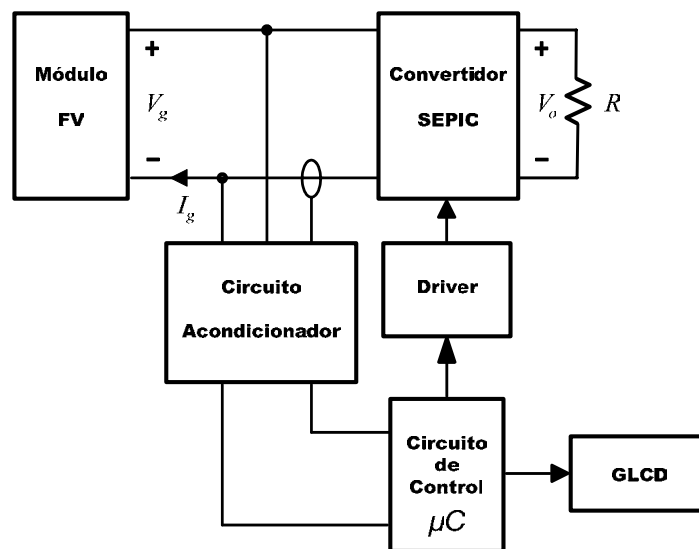 Módulo
FV
+
V_g
−
I_g
Convertidor
SEPIC
+
V_o
−
R
Circuito
Acondicionador
Driver
Circuito
de
Control
μC
GLCD